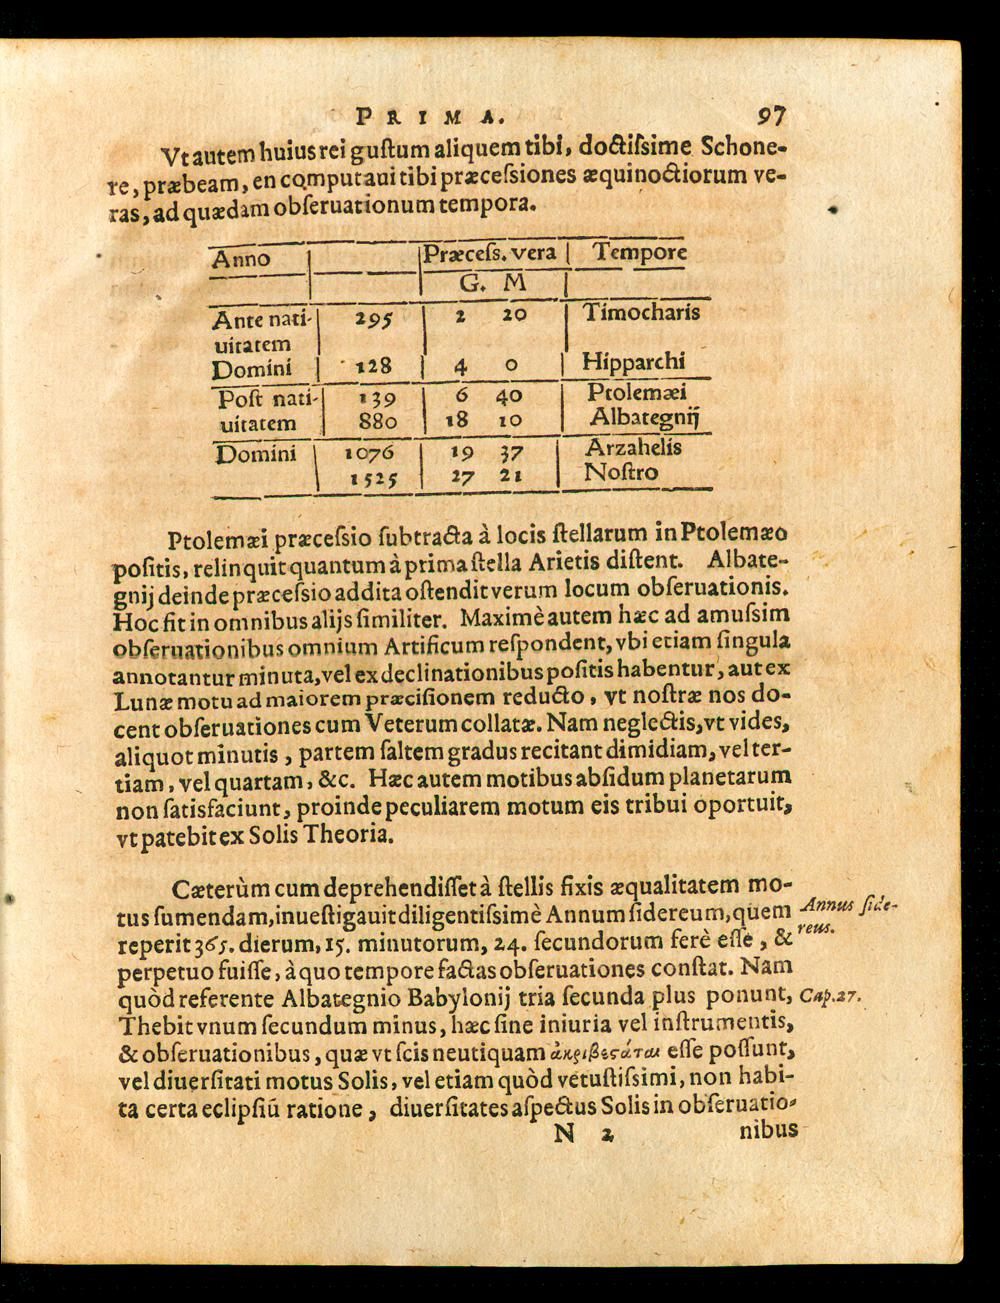 PRIMA. 97
Vt autem huius rei guſtum aliquem tibi, doctiſsime Schone-
re, præbeam, en computaui tibi præceſsiones æquinoctiorum ve-
ras, ad quædam obſeruationum tempora.
Anno Præceſs. vera Tempore
G. M
Ante nati- 295 2 20 Timocharis
uitatem
Domini 128 4 0 Hipparchi
Poſt nati- 139 6 40 Ptolemæi
uitatem 880 18 10 Albategnij
Domini 1076 19 37 Arzahelis
1525 27 21 Noſtro
Ptolemæi præceſsio ſubtracta à locis ſtellarum in Ptolemæo
poſitis, relinquit quantum à prima ſtella Arietis diſtent. Albate-
gnij deinde præceſsio addita oſtendit verum locum obſeruationis.
Hoc fit in omnibus alijs ſimiliter. Maximè autem hæc ad amuſsim
obſeruationibus omnium Artificum reſpondent, vbi etiam ſingula
annotantur minuta, vel ex declinationibus poſitis habentur, aut ex
Lunæ motu ad maiorem præciſionem reducto, vt noſtræ nos do-
cent obſeruationes cum Veterum collatæ. Nam neglectis, vt vides,
aliquot minutis, partem ſaltem gradus recitant dimidiam, vel ter-
tiam, vel quartam, &c. Hæc autem motibus abſidum planetarum
non ſatisfaciunt, proinde peculiarem motum eis tribui oportuit,
vt patebit ex Solis Theoria.
Cæterùm cum deprehendiſſet à ſtellis fixis æqualitatem mo-
tus ſumendam, inueſtigauit diligentiſsimè Annum ſidereum, quem
Annus ſide-
reus.
reperit 365. dierum, 15. minutorum, 24. ſecundorum ferè eſſe, &
perpetuo fuiſſe, à quo tempore factas obſeruationes conſtat. Nam
quòd referente Albategnio Babylonij tria ſecunda plus ponunt,
Cap. 27.
Thebit vnum ſecundum minus, hæc ſine iniuria vel inſtrumentis,
& obſeruationibus, quæ vt ſcis neutiquam ἀκριβέςαται eſſe poſſunt,
vel diuerſitati motus Solis, vel etiam quòd vetuſtiſsimi, non habi-
ta certa eclipſiū ratione, diuerſitates aſpectus Solis in obſeruatio-
N 2 nibus